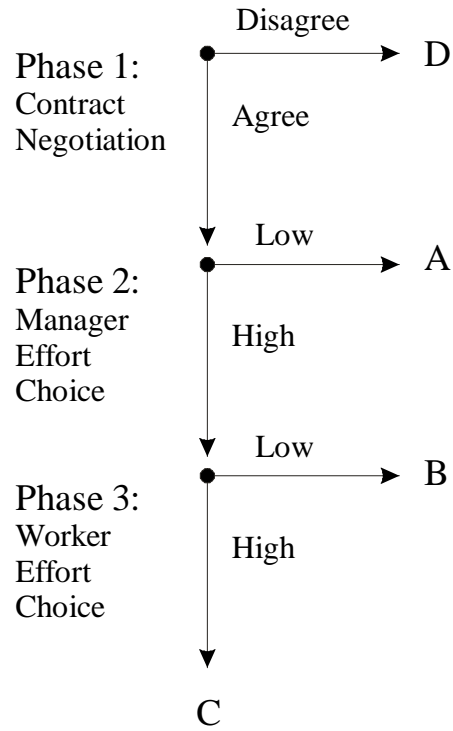 Disagree
Phase 1:
Contract
Negotiation
D
Agree
Low
Phase 2:
Manager
Effort
Choice
A
High
Low
Phase 3:
Worker
Effort
Choice
B
High
C